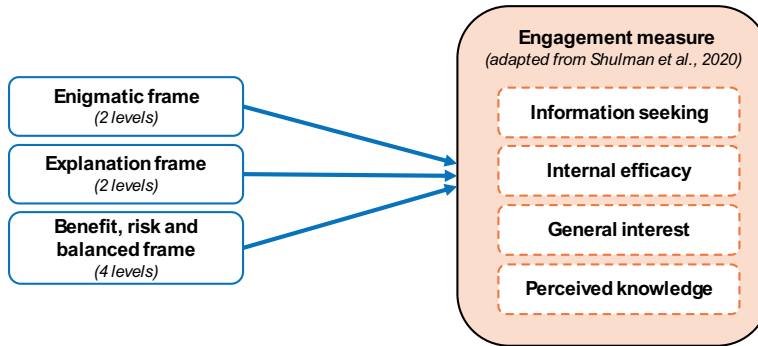 Enigmatic frame
(2 levels)
Explanation frame
(2 levels)
Benefit, risk and
balanced frame
(4 levels)
Engagement measure
(adapted from Shulman et al., 2020)
Information seeking
Internal efficacy
General interest
Perceived knowledge